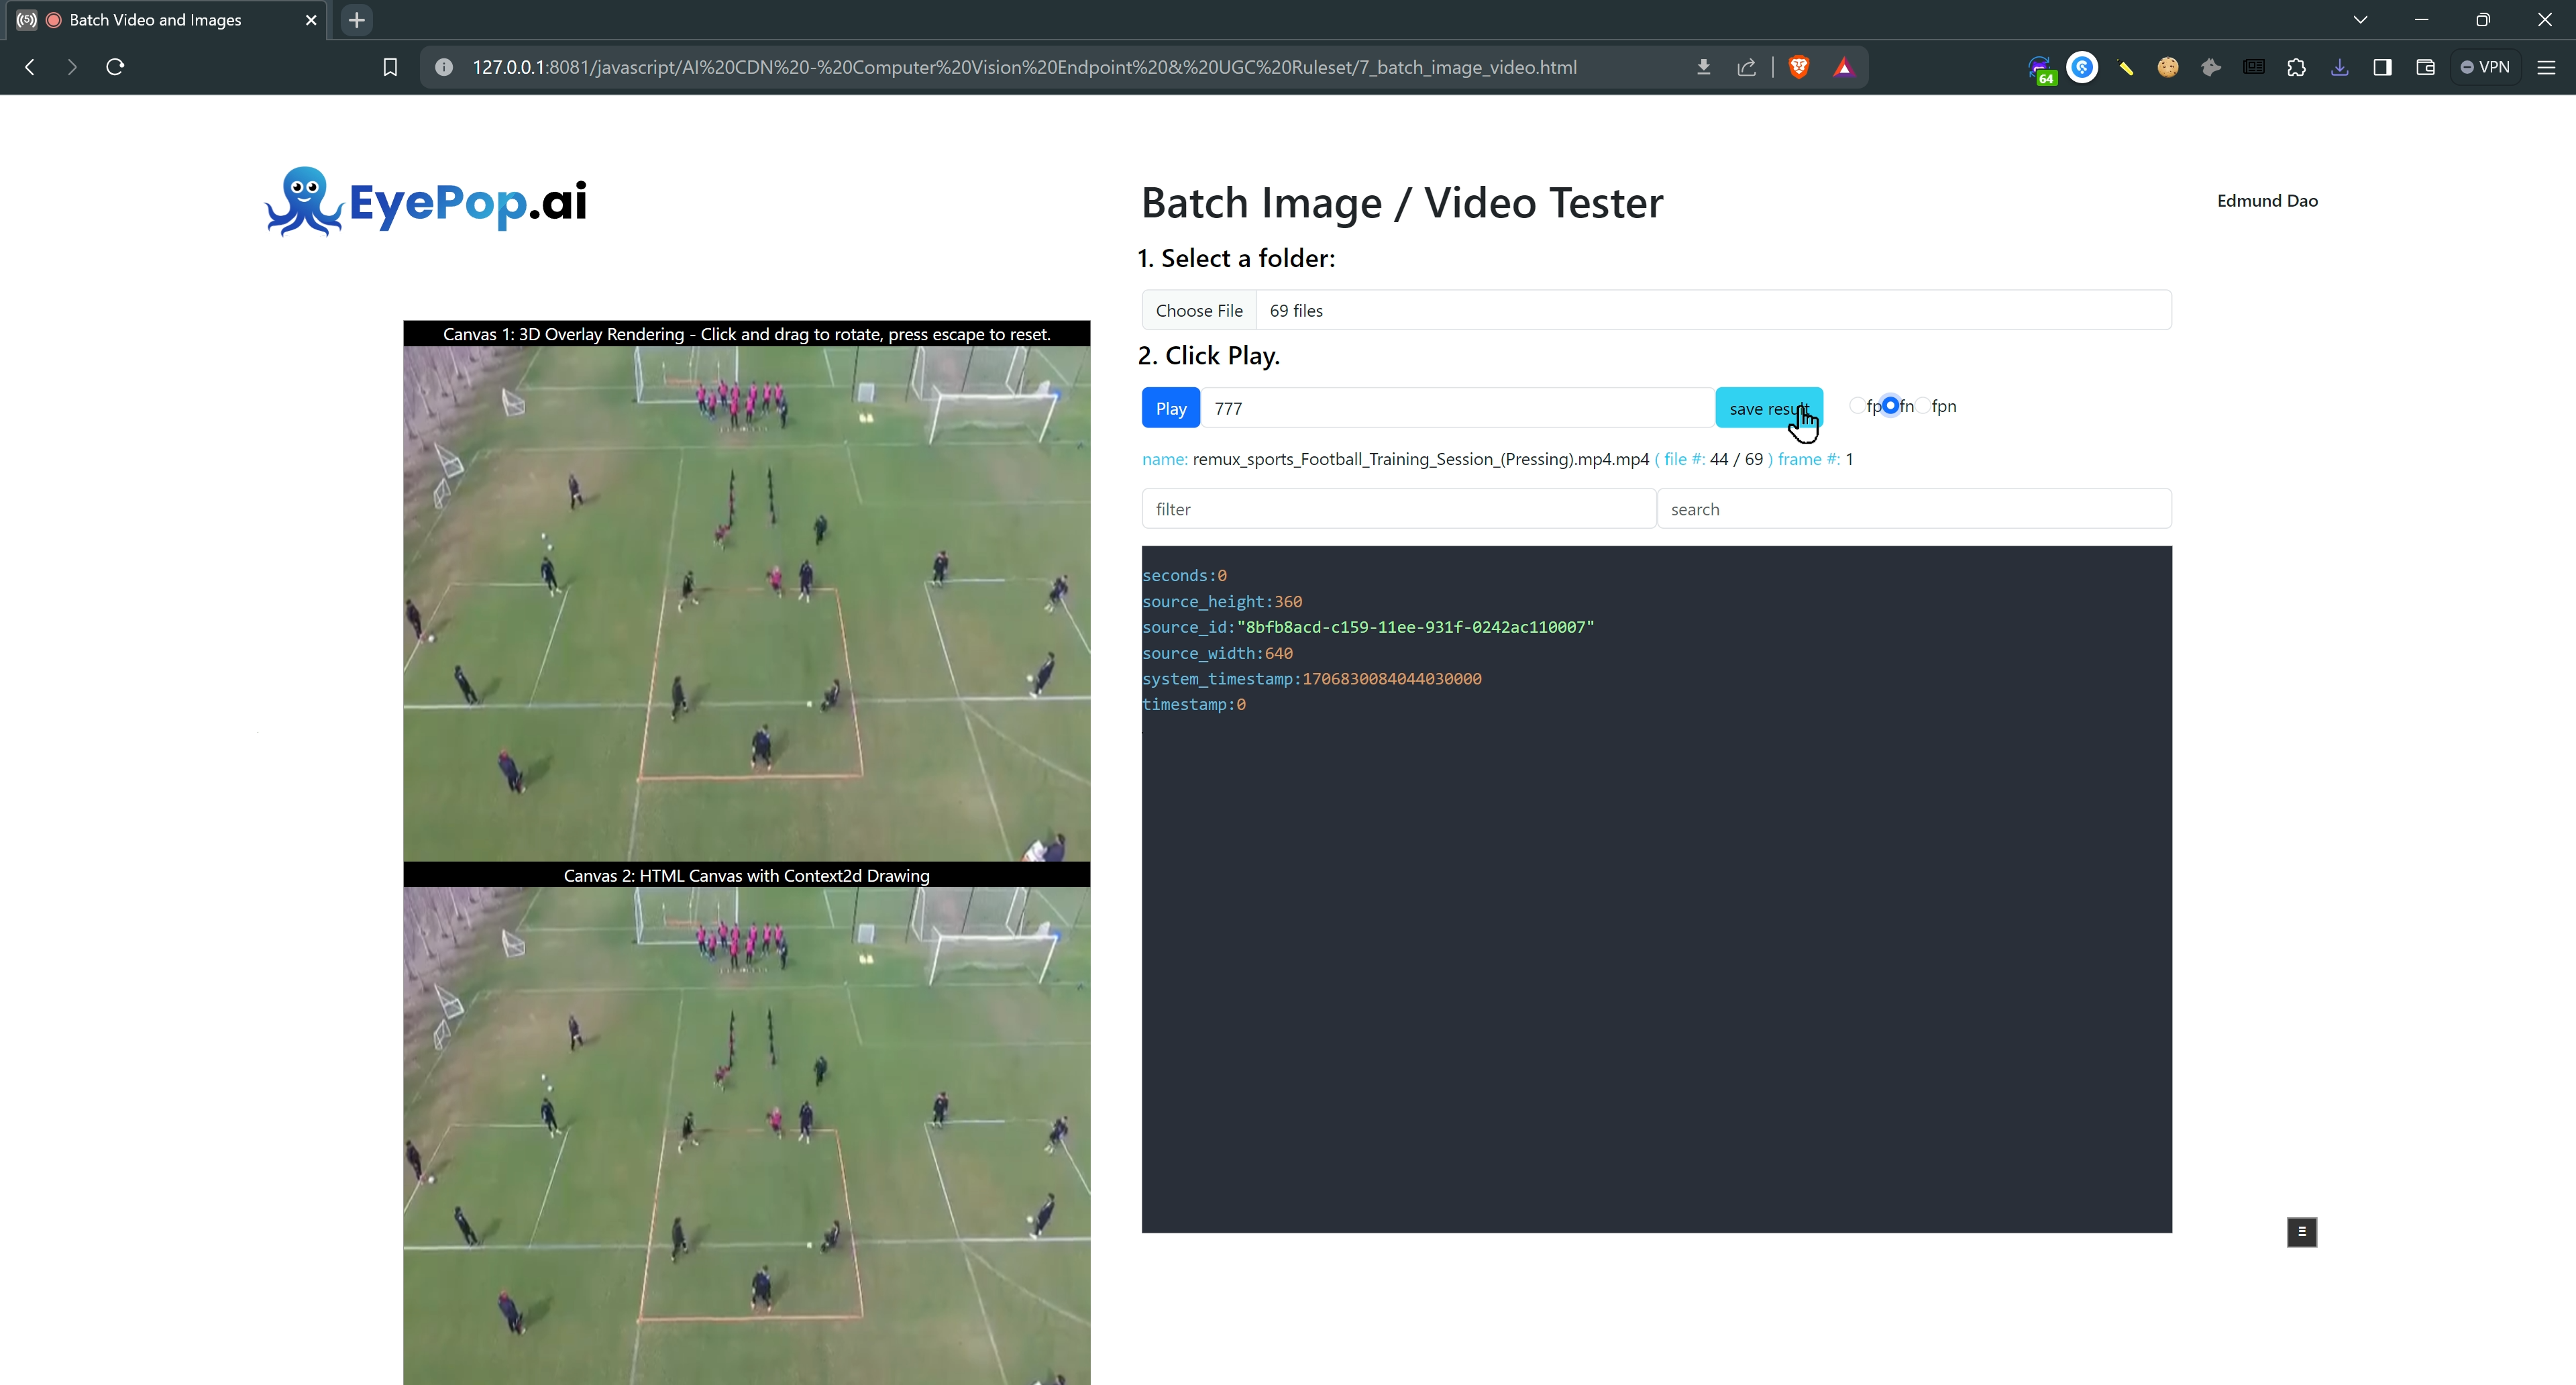 Batch Video and Images
127.0.0.1:8081/javascript/AI%20CDN%20-%20Computer%20Vision%20Endpoint%20&%20UGC%20Ruleset/7_batch_image_video.html
64
VPN
EyePop.ai
Batch Image / Video Tester
Edmund Dao
1. Select a folder:
Choose File 69 files
2. Click Play.
Play 777 save result fp fn fpn
name: remux_sports_Football_Training_Session_(Pressing).mp4.mp4 ( file #: 44 / 69 ) frame #: 1
filter search
seconds:0
source_height:360
source_id:"8bfb8acd-c159-11ee-931f-0242ac110007"
source_width:640
system_timestamp:1706830084044030000
timestamp:0
Canvas 1: 3D Overlay Rendering - Click and drag to rotate, press escape to reset.
Canvas 2: HTML Canvas with Context2d Drawing